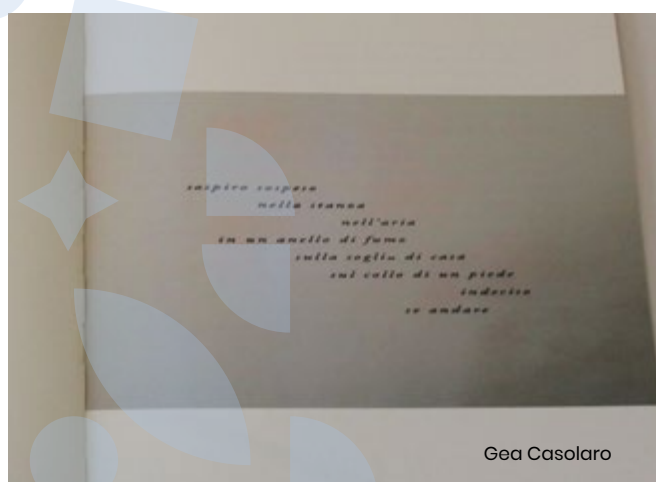 sospiro sospeso
nella stanza
nell'aria
in un anello di fumo
sulla soglia di casa
sul collo di un piede
indeciso
se andare
Gea Casolaro